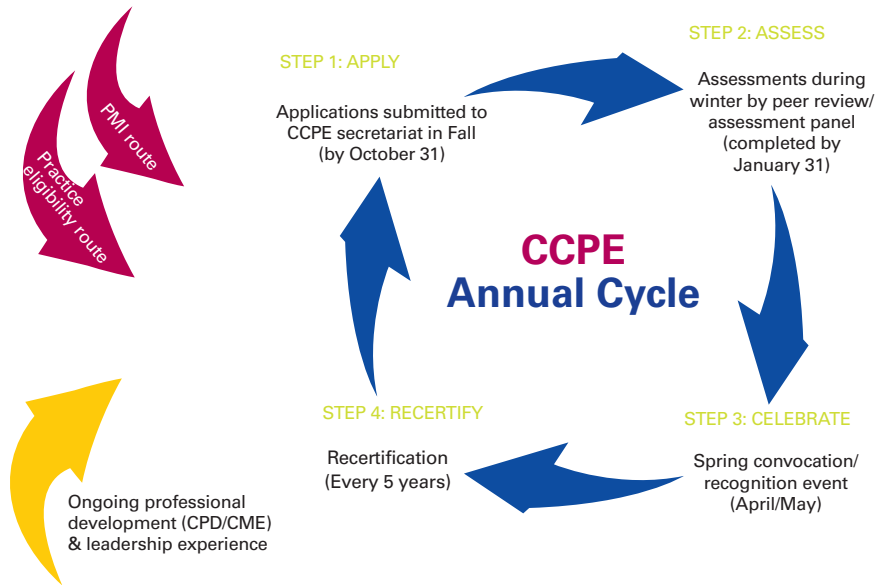 PMI route
Practice
eligibility route
STEP 1: APPLY
Applications submitted to
CCPE secretariat in Fall
(by October 31)
STEP 2: ASSESS
Assessments during
winter by peer review/
assessment panel
(completed by
January 31)
CCPE
Annual Cycle
STEP 3: CELEBRATE
Spring convocation/
recognition event
(April/May)
STEP 4: RECERTIFY
Recertification
(Every 5 years)
Ongoing professional
development (CPD/CME)
& leadership experience